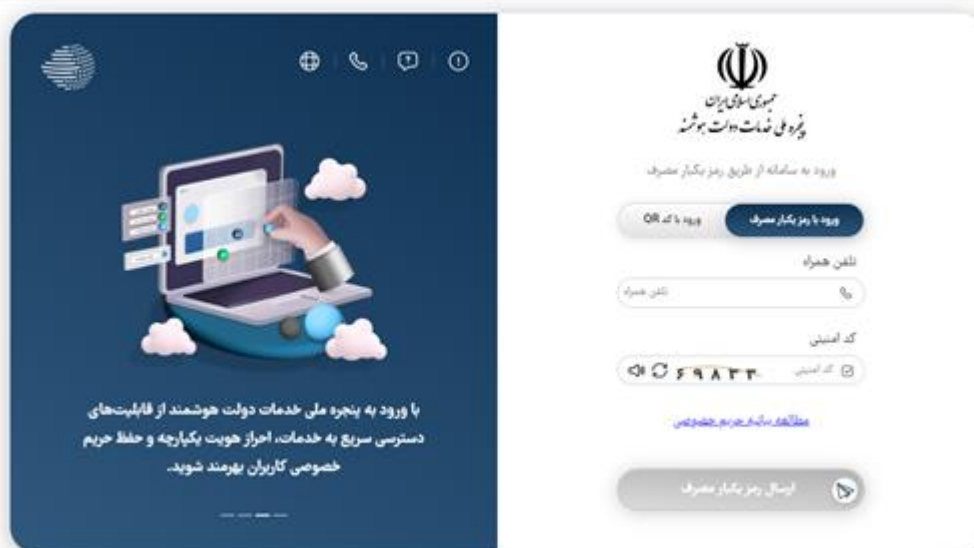 جمهوری اسلامی ایران
پنجره ملی خدمات دولت هوشمند
ورود به سامانه از طریق رمز یکبار مصرف
ورود با رمز یکبار مصرف
ورود با کد QR
تلفن همراه
تلفن همراه
کد امنیتی
کد امنیتی
۶۹۸۳۳
مطالعه بیانیه حریم خصوصی
ارسال رمز یکبار مصرف
با ورود به پنجره ملی خدمات دولت هوشمند از قابلیت‌های
دسترسی سریع به خدمات، احراز هویت یکپارچه و حفظ حریم
خصوصی کاربران بهرمند شوید.